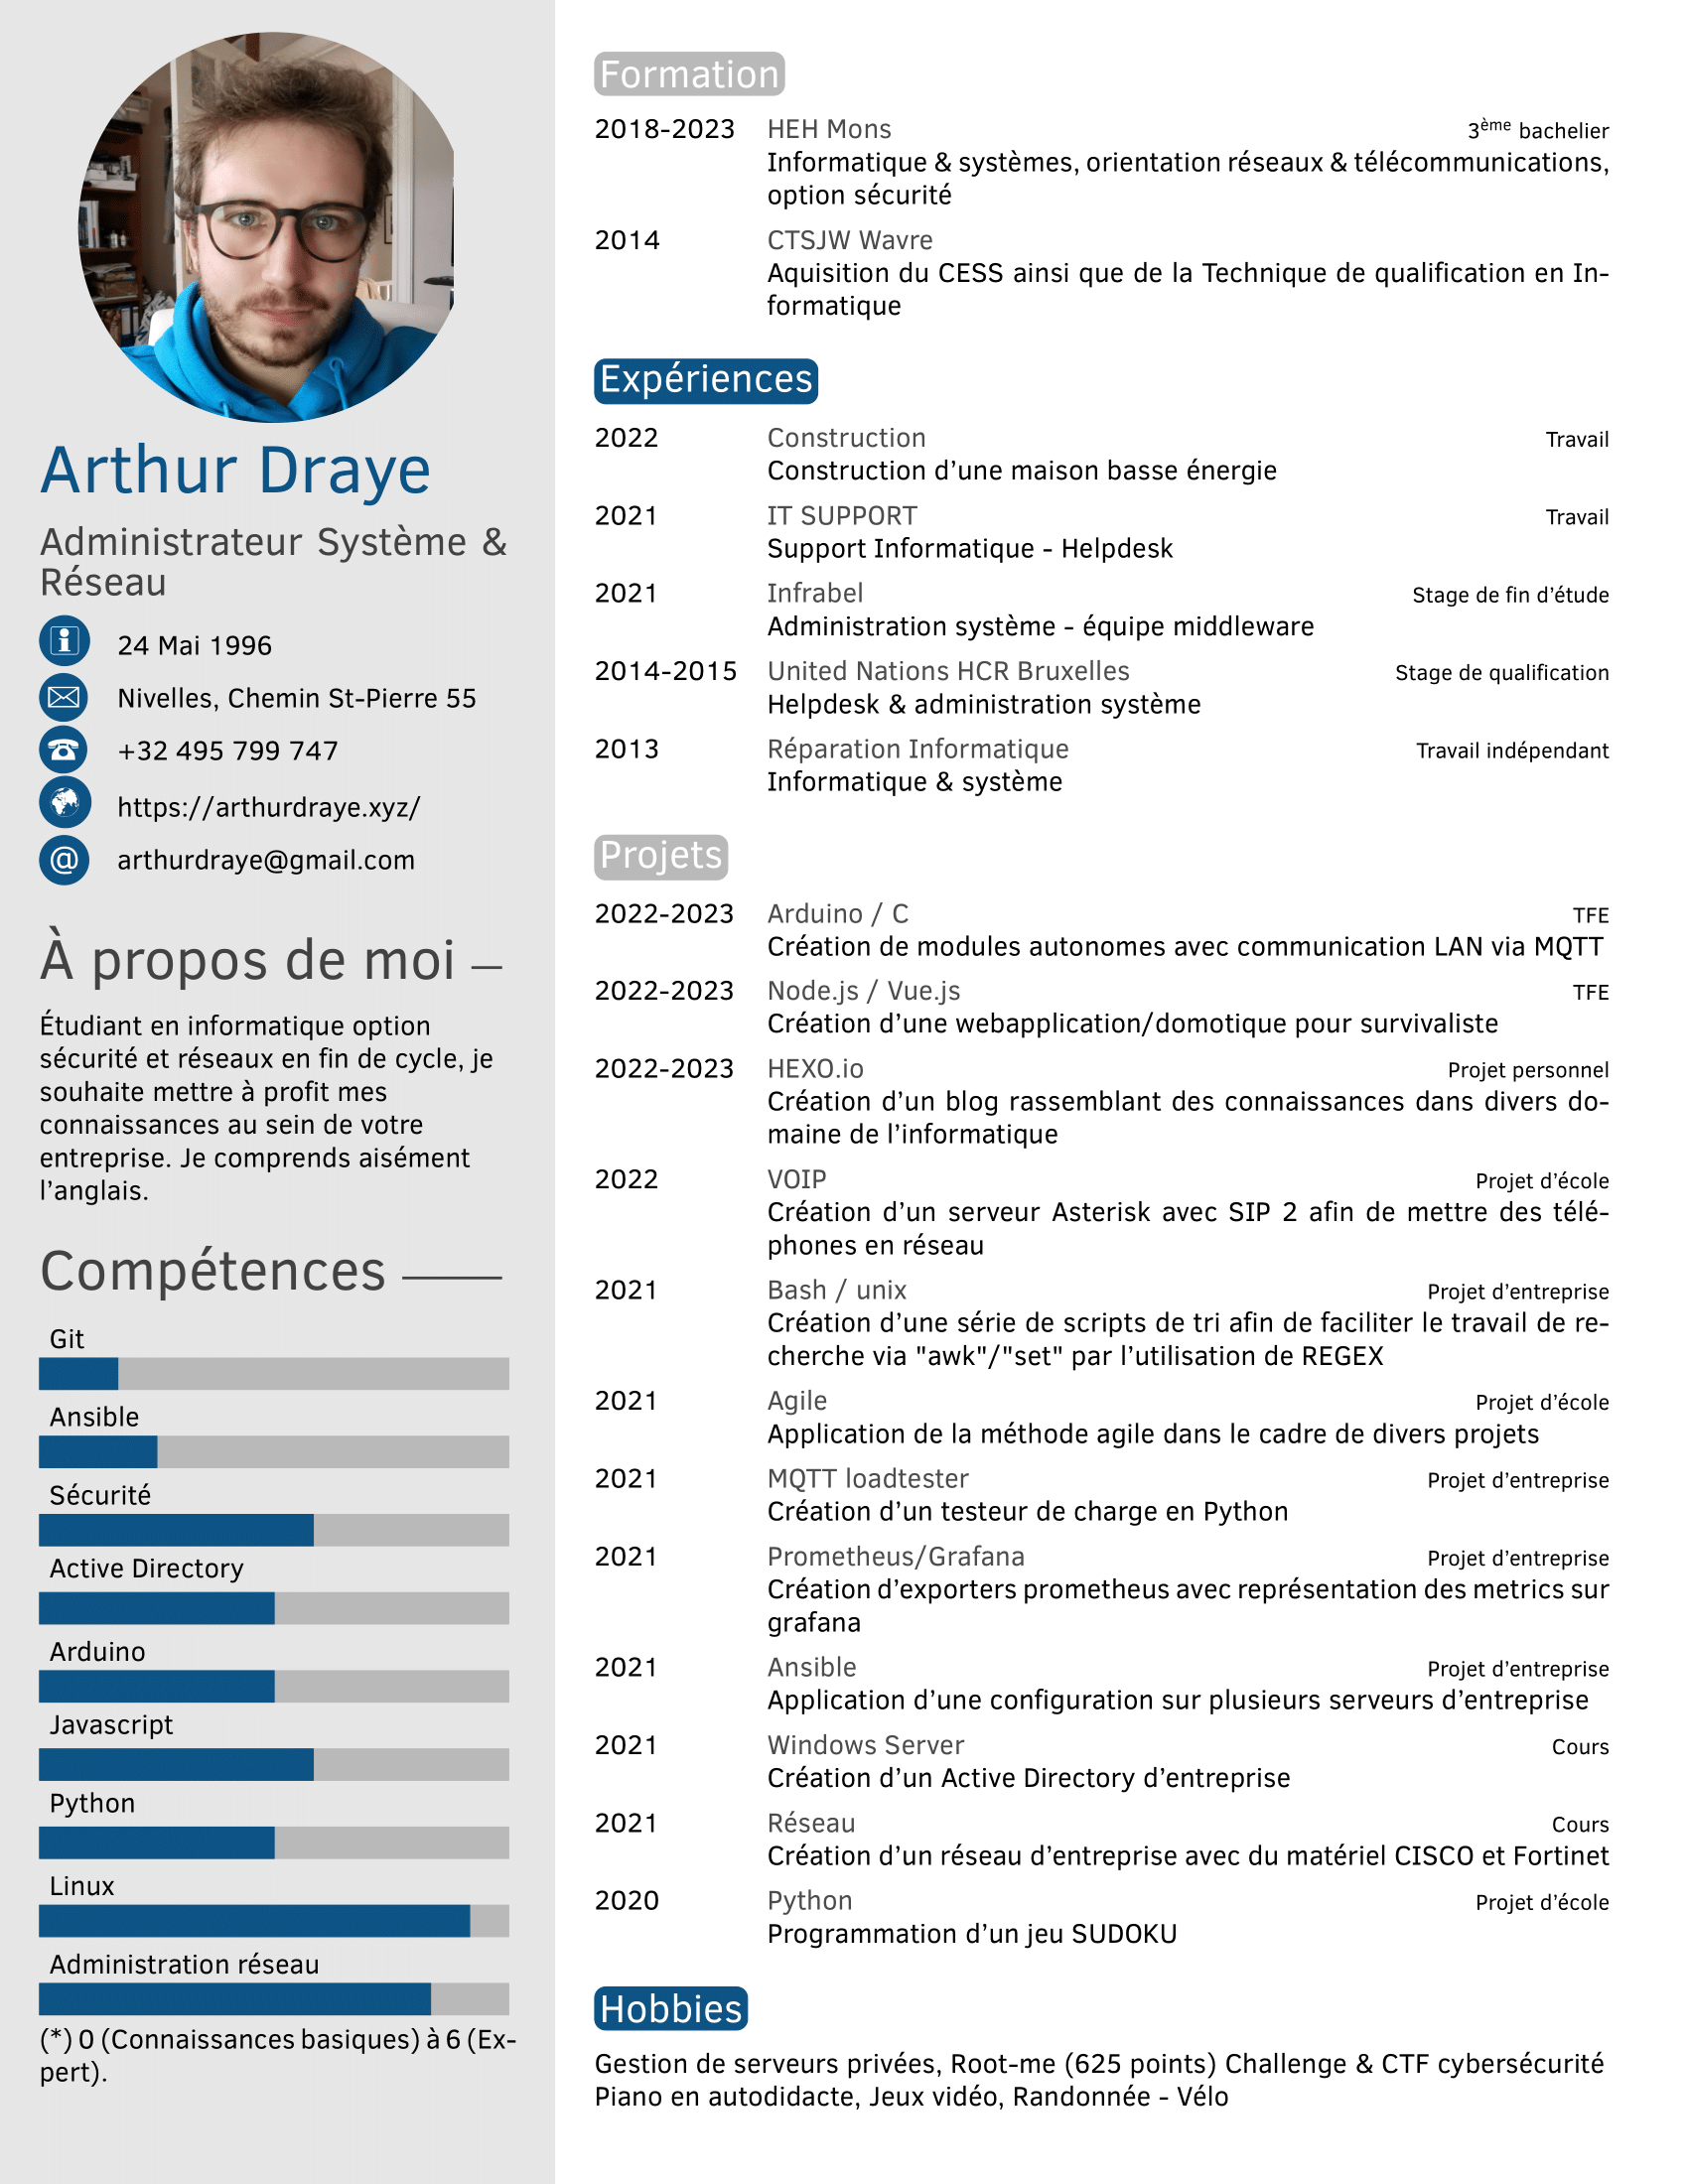 Arthur Draye
Administrateur Système &
Réseau
24 Mai 1996
Nivelles, Chemin St-Pierre 55
+32 495 799 747
https://arthurdraye.xyz/
@ arthurdraye@gmail.com
À propos de moi
Étudiant en informatique option
sécurité et réseaux en fin de cycle, je
souhaite mettre à profit mes
connaissances au sein de votre
entreprise. Je comprends aisément
l'anglais.
Compétences
Git
Ansible
Sécurité
Active Directory
Arduino
Javascript
Python
Linux
Administration réseau
(*) 0 (Connaissances basiques) à 6 (Ex-
pert).
Formation
2018-2023 HEH Mons 3ème bachelier
Informatique & systèmes, orientation réseaux & télécommunications,
option sécurité
2014 CTSJW Wavre
Aquisition du CESS ainsi que de la Technique de qualification en In-
formatique
Expériences
2022 Construction Travail
Construction d'une maison basse énergie
2021 IT SUPPORT Travail
Support Informatique - Helpdesk
2021 Infrabel Stage de fin d'étude
Administration système - équipe middleware
2014-2015 United Nations HCR Bruxelles Stage de qualification
Helpdesk & administration système
2013 Réparation Informatique Travail indépendant
Informatique & système
Projets
2022-2023 Arduino / C TFE
Création de modules autonomes avec communication LAN via MQTT
2022-2023 Node.js / Vue.js TFE
Création d'une webapplication/domotique pour survivaliste
2022-2023 HEXO.io Projet personnel
Création d'un blog rassemblant des connaissances dans divers do-
maine de l'informatique
2022 VOIP Projet d'école
Création d'un serveur Asterisk avec SIP 2 afin de mettre des télé-
phones en réseau
2021 Bash / unix Projet d'entreprise
Création d'une série de scripts de tri afin de faciliter le travail de re-
cherche via "awk"/"set" par l'utilisation de REGEX
2021 Agile Projet d'école
Application de la méthode agile dans le cadre de divers projets
2021 MQTT loadtester Projet d'entreprise
Création d'un testeur de charge en Python
2021 Prometheus/Grafana Projet d'entreprise
Création d'exporters prometheus avec représentation des metrics sur
grafana
2021 Ansible Projet d'entreprise
Application d'une configuration sur plusieurs serveurs d'entreprise
2021 Windows Server Cours
Création d'un Active Directory d'entreprise
2021 Réseau Cours
Création d'un réseau d'entreprise avec du matériel CISCO et Fortinet
2020 Python Projet d'école
Programmation d'un jeu SUDOKU
Hobbies
Gestion de serveurs privées, Root-me (625 points) Challenge & CTF cybersécurité
Piano en autodidacte, Jeux vidéo, Randonnée - Vélo